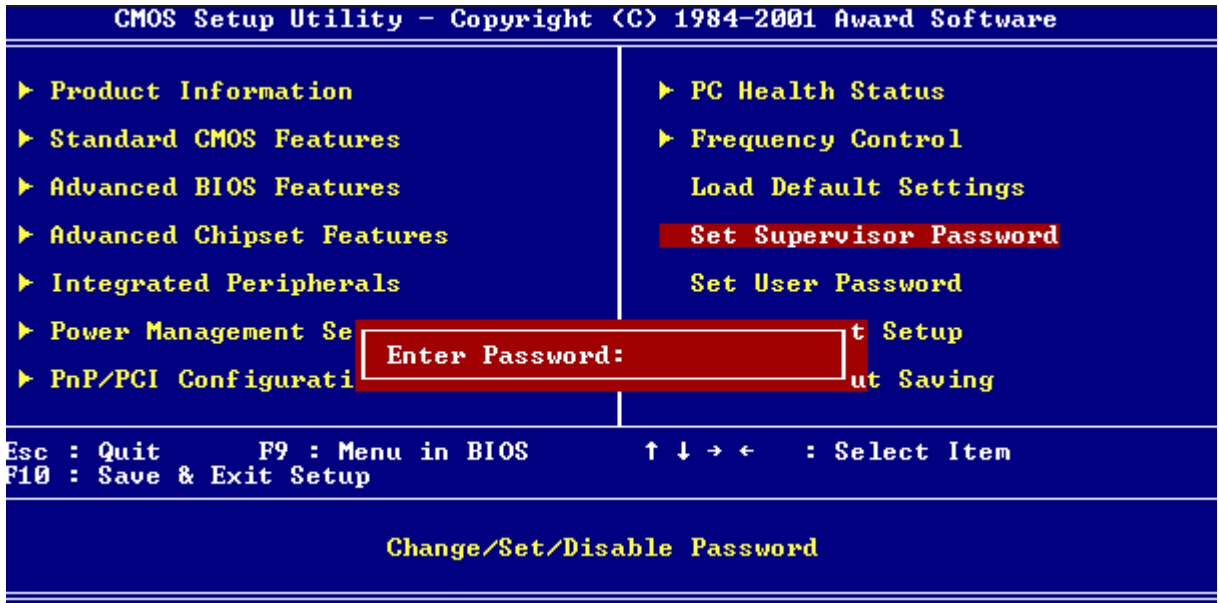 CMOS Setup Utility - Copyright (C) 1984-2001 Award Software
Product Information
Standard CMOS Features
Advanced BIOS Features
Advanced Chipset Features
Integrated Peripherals
Power Management Se
PnP/PCI Configurati
PC Health Status
Frequency Control
Load Default Settings
Set Supervisor Password
Set User Password
t Setup
ut Saving
Enter Password:
Esc : Quit F9 : Menu in BIOS ↑ ↓ → ← : Select Item
F10 : Save & Exit Setup
Change/Set/Disable Password